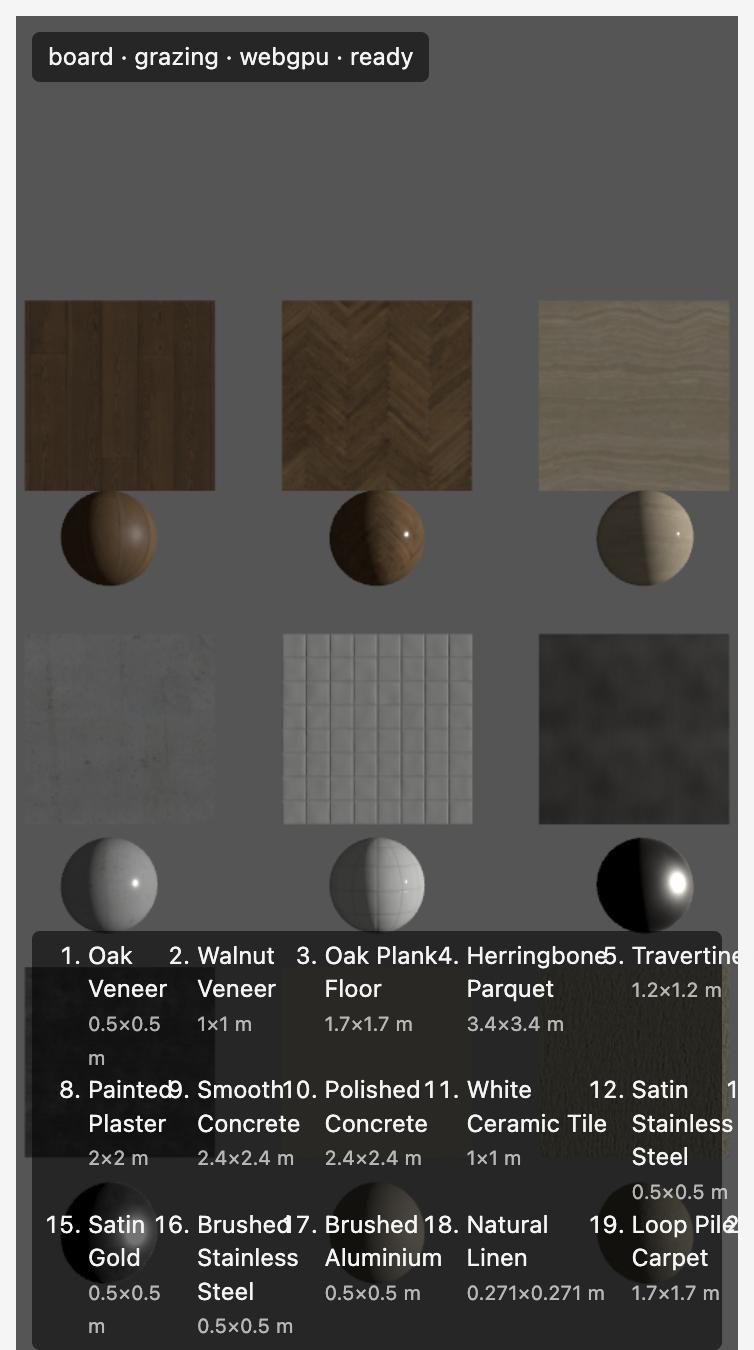 board · grazing · webgpu · ready
1. Oak Veneer
0.5×0.5 m
2. Walnut Veneer
1×1 m
3. Oak Plank Floor
1.7×1.7 m
4. Herringbone Parquet
3.4×3.4 m
5. Travertine
1.2×1.2 m
8. Painted Plaster
2×2 m
9. Smooth Concrete
2.4×2.4 m
10. Polished Concrete
2.4×2.4 m
11. White Ceramic Tile
1×1 m
12. Satin Stainless Steel
0.5×0.5 m
15. Satin Gold
0.5×0.5 m
16. Brushed Stainless Steel
0.5×0.5 m
17. Brushed Aluminium
0.5×0.5 m
18. Natural Linen
0.271×0.271 m
19. Loop Pile Carpet
1.7×1.7 m